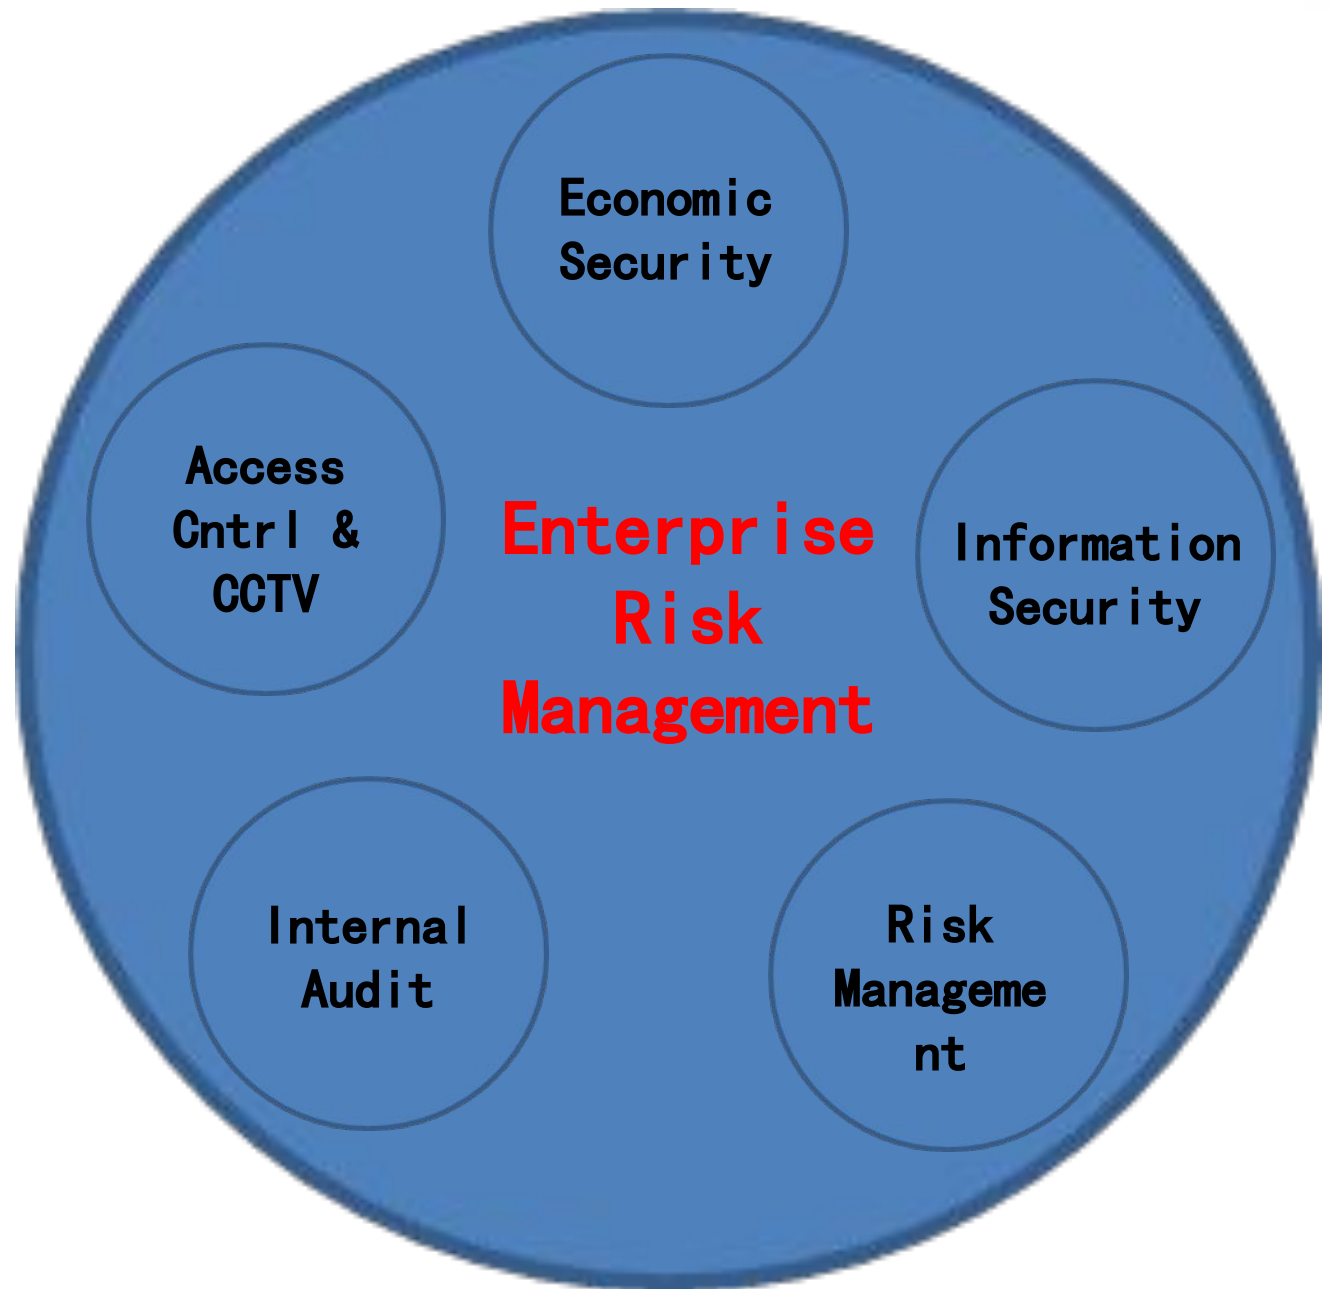 Economic
Security
Access
Cntrl &
CCTV
Enterprise
Risk
Management
Information
Security
Internal
Audit
Risk
Manageme
nt